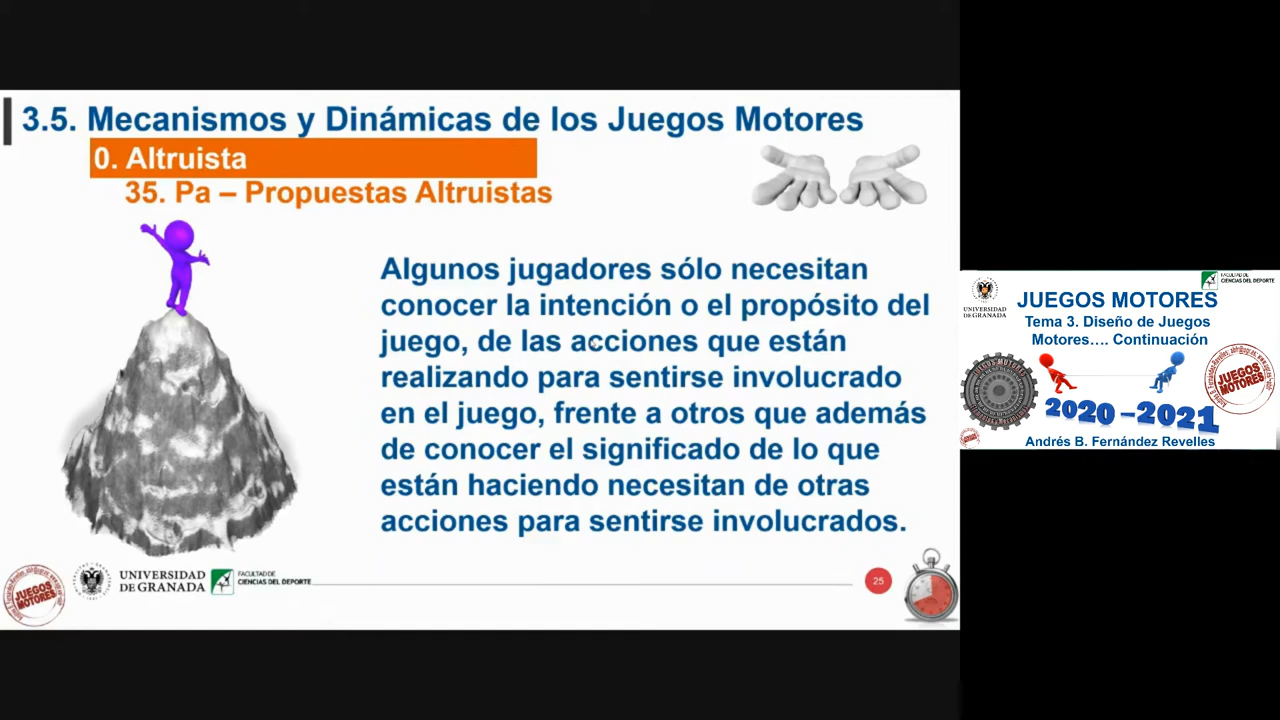 3.5. Mecanismos y Dinámicas de los Juegos Motores
0. Altruista
35. Pa – Propuestas Altruistas
Algunos jugadores sólo necesitan
conocer la intención o el propósito del
juego, de las acciones que están
realizando para sentirse involucrado
en el juego, frente a otros que además
de conocer el significado de lo que
están haciendo necesitan de otras
acciones para sentirse involucrados.
JUEGOS
MOTORES
UNIVERSIDAD
DE GRANADA
FACULTAD DE
CIENCIAS DEL DEPORTE
25
UNIVERSIDAD
DE GRANADA
FACULTAD DE
CIENCIAS DEL DEPORTE
JUEGOS MOTORES
Tema 3. Diseño de Juegos
Motores.... Continuación
JUEGOS MOTORES
JUEGOS
MOTORES
2020 – 2021
Andrés B. Fernández Revelles